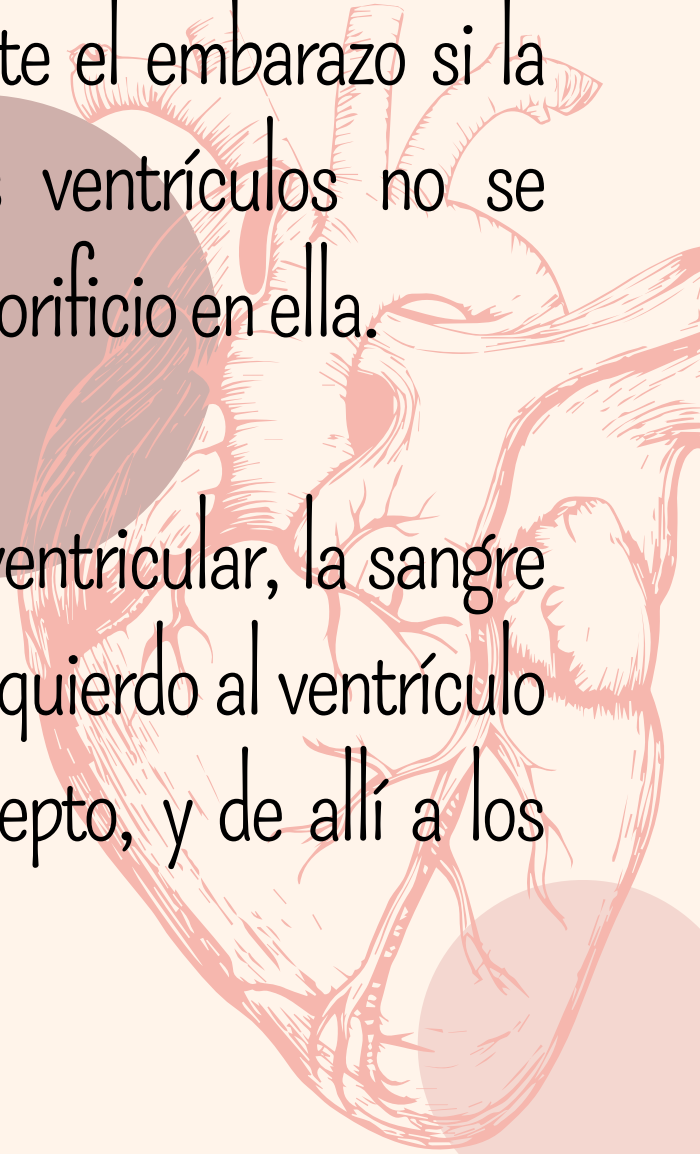 te el embarazo si la
ventrículos no se
orificio en ella.
ventricular, la sangre
quierdo al ventrículo
epto, y de allí a los